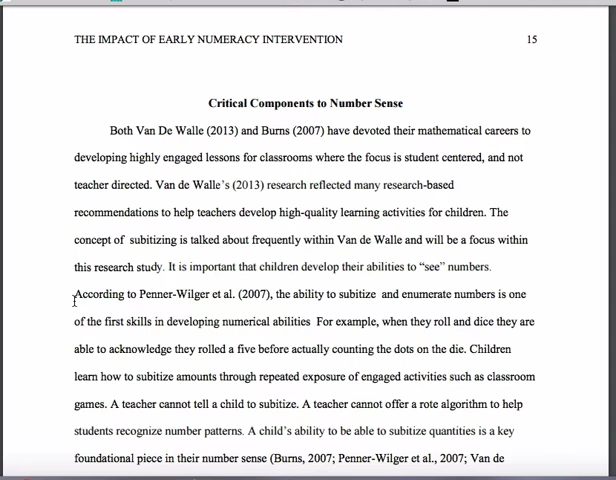 THE IMPACT OF EARLY NUMERACY INTERVENTION 15
Critical Components to Number Sense
Both Van De Walle (2013) and Burns (2007) have devoted their mathematical careers to
developing highly engaged lessons for classrooms where the focus is student centered, and not
teacher directed. Van de Walle's (2013) research reflected many research-based
recommendations to help teachers develop high-quality learning activities for children. The
concept of subitizing is talked about frequently within Van de Walle and will be a focus within
this research study. It is important that children develop their abilities to “see” numbers.
According to Penner-Wilger et al. (2007), the ability to subitize and enumerate numbers is one
of the first skills in developing numerical abilities For example, when they roll and dice they are
able to acknowledge they rolled a five before actually counting the dots on the die. Children
learn how to subitize amounts through repeated exposure of engaged activities such as classroom
games. A teacher cannot tell a child to subitize. A teacher cannot offer a rote algorithm to help
students recognize number patterns. A child's ability to be able to subitize quantities is a key
foundational piece in their number sense (Burns, 2007; Penner-Wilger et al., 2007; Van de